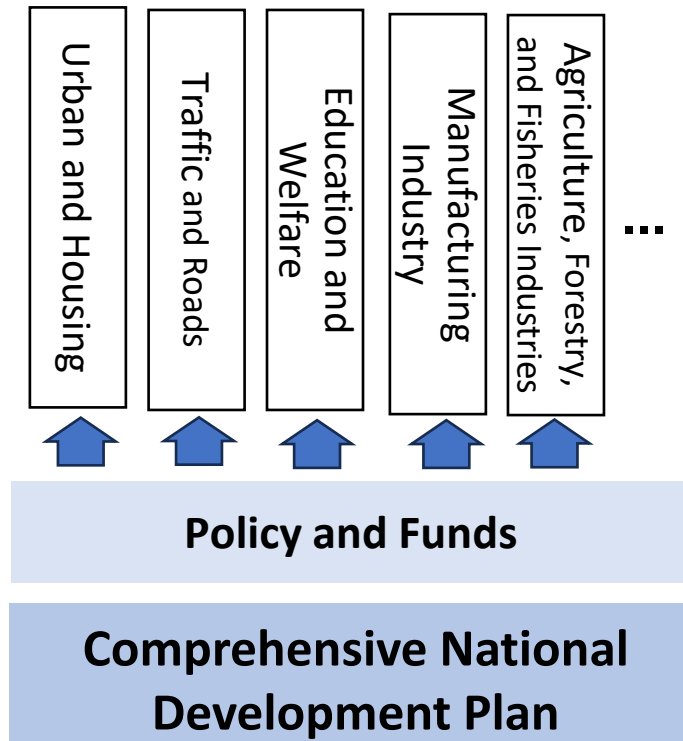 Urban and Housing
Traffic and Roads
Education and
Welfare
Manufacturing
Industry
Agriculture, Forestry,
and Fisheries Industries
...
Policy and Funds
Comprehensive National
Development Plan